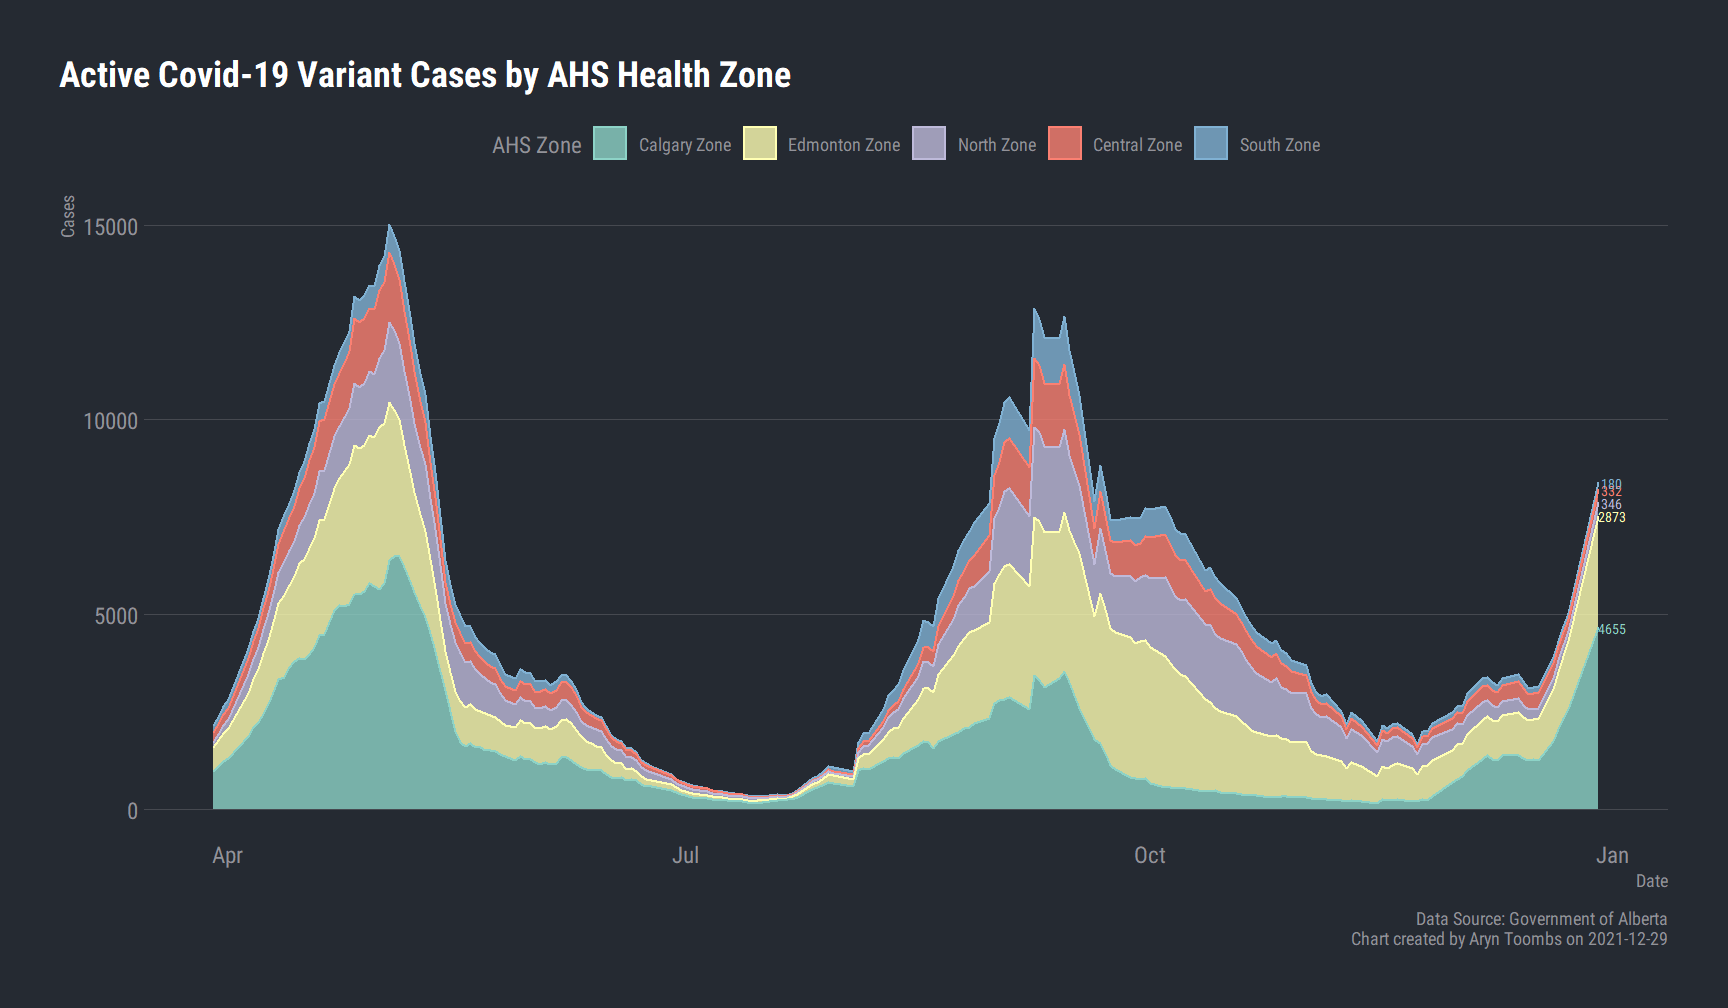 Active Covid-19 Variant Cases by AHS Health Zone
AHS Zone Calgary Zone Edmonton Zone North Zone Central Zone South Zone
Cases
15000
10000
5000
0
180
332
346
2873
4655
Apr Jul Oct Jan
Date
Data Source: Government of Alberta
Chart created by Aryn Toombs on 2021-12-29